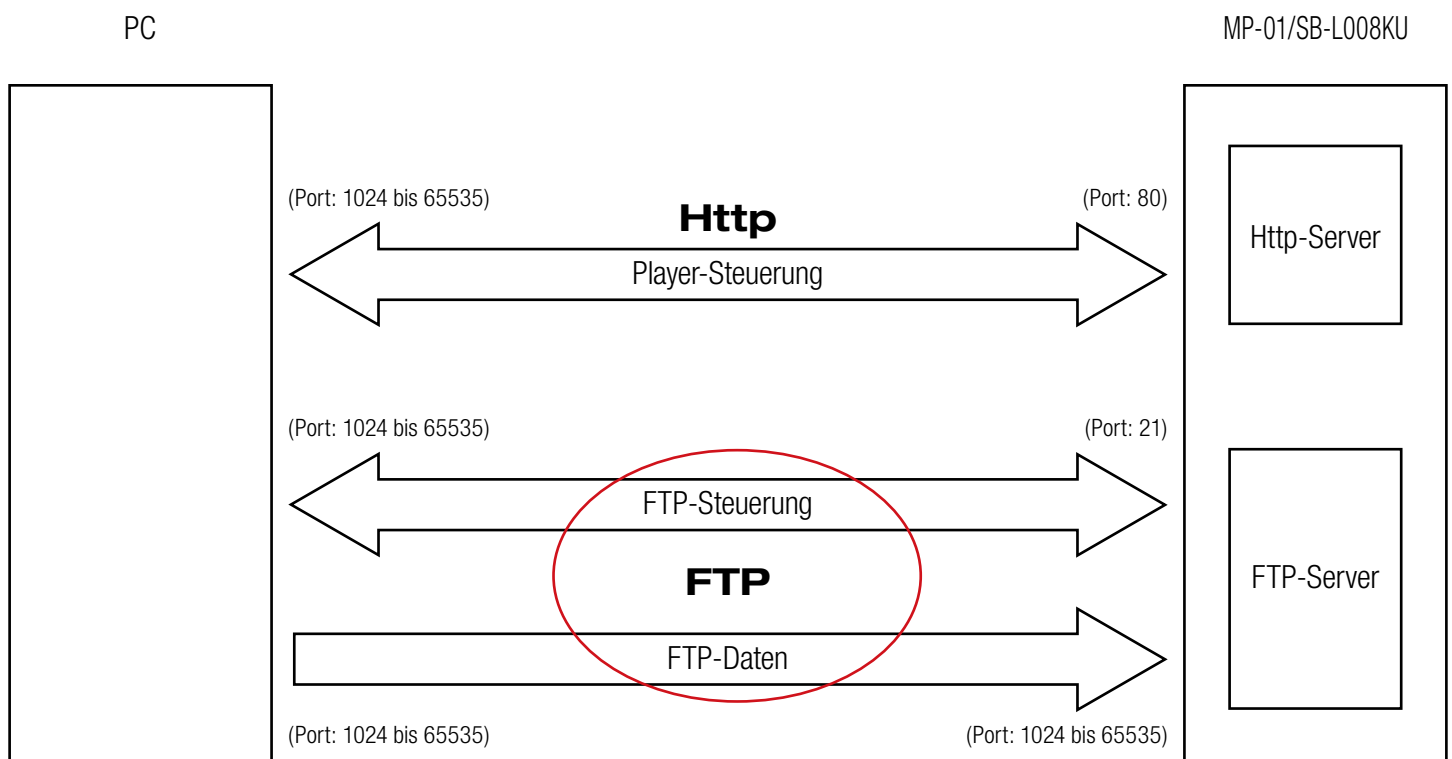 PC
MP-01/SB-L008KU
(Port: 1024 bis 65535)
(Port: 80)
Http
Player-Steuerung
Http-Server
(Port: 1024 bis 65535)
(Port: 21)
FTP-Steuerung
FTP
FTP-Server
FTP-Daten
(Port: 1024 bis 65535)
(Port: 1024 bis 65535)